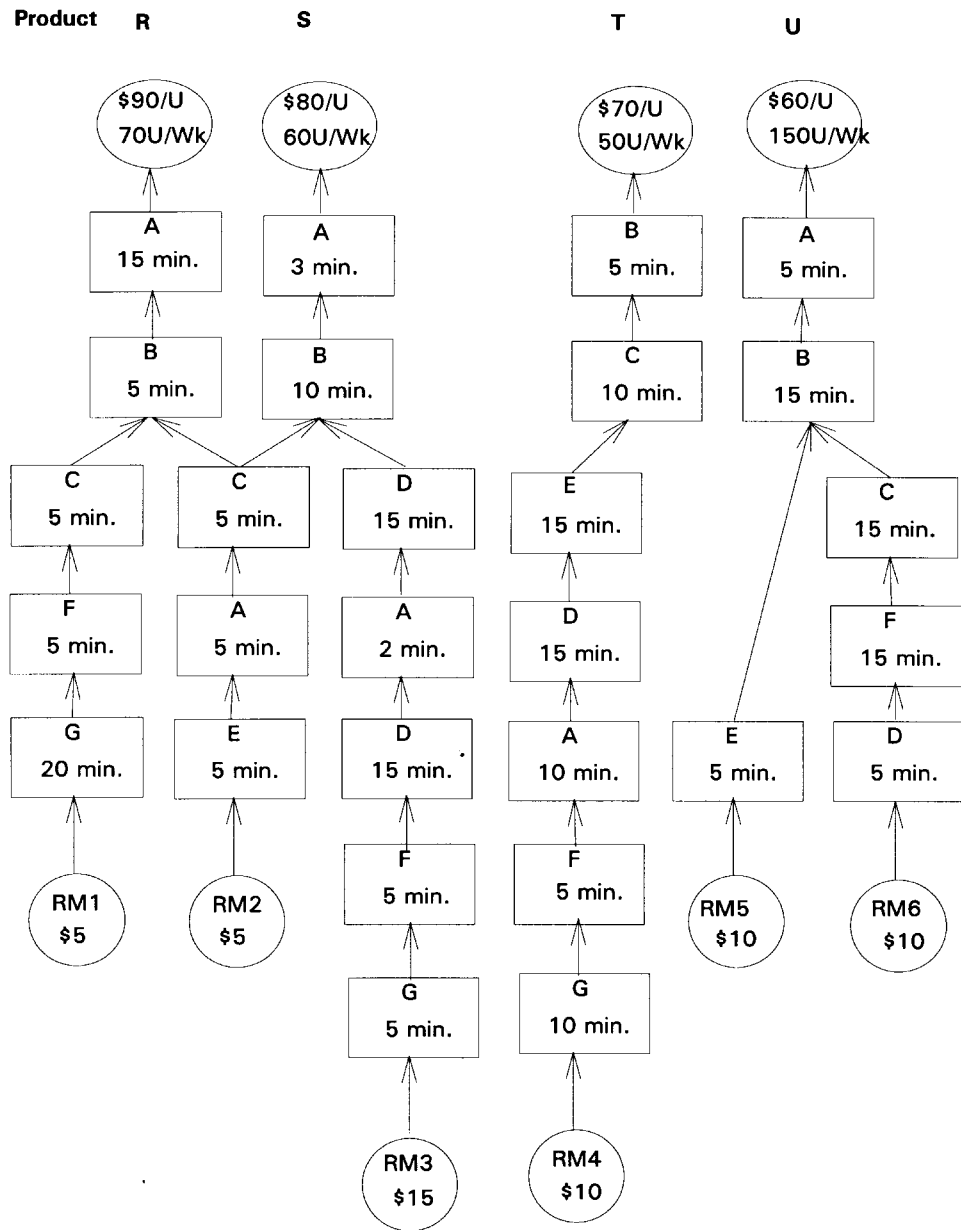 Product R S T U
$90/U
70U/Wk
$80/U
60U/Wk
$70/U
50U/Wk
$60/U
150U/Wk
A
15 min.
A
3 min.
B
5 min.
A
5 min.
B
5 min.
B
10 min.
C
10 min.
B
15 min.
C
5 min.
C
5 min.
D
15 min.
E
15 min.
C
15 min.
F
5 min.
A
5 min.
A
2 min.
D
15 min.
F
15 min.
G
20 min.
E
5 min.
D
15 min.
A
10 min.
E
5 min.
D
5 min.
RM1
$5
RM2
$5
F
5 min.
F
5 min.
RM5
$10
RM6
$10
G
5 min.
G
10 min.
RM3
$15
RM4
$10